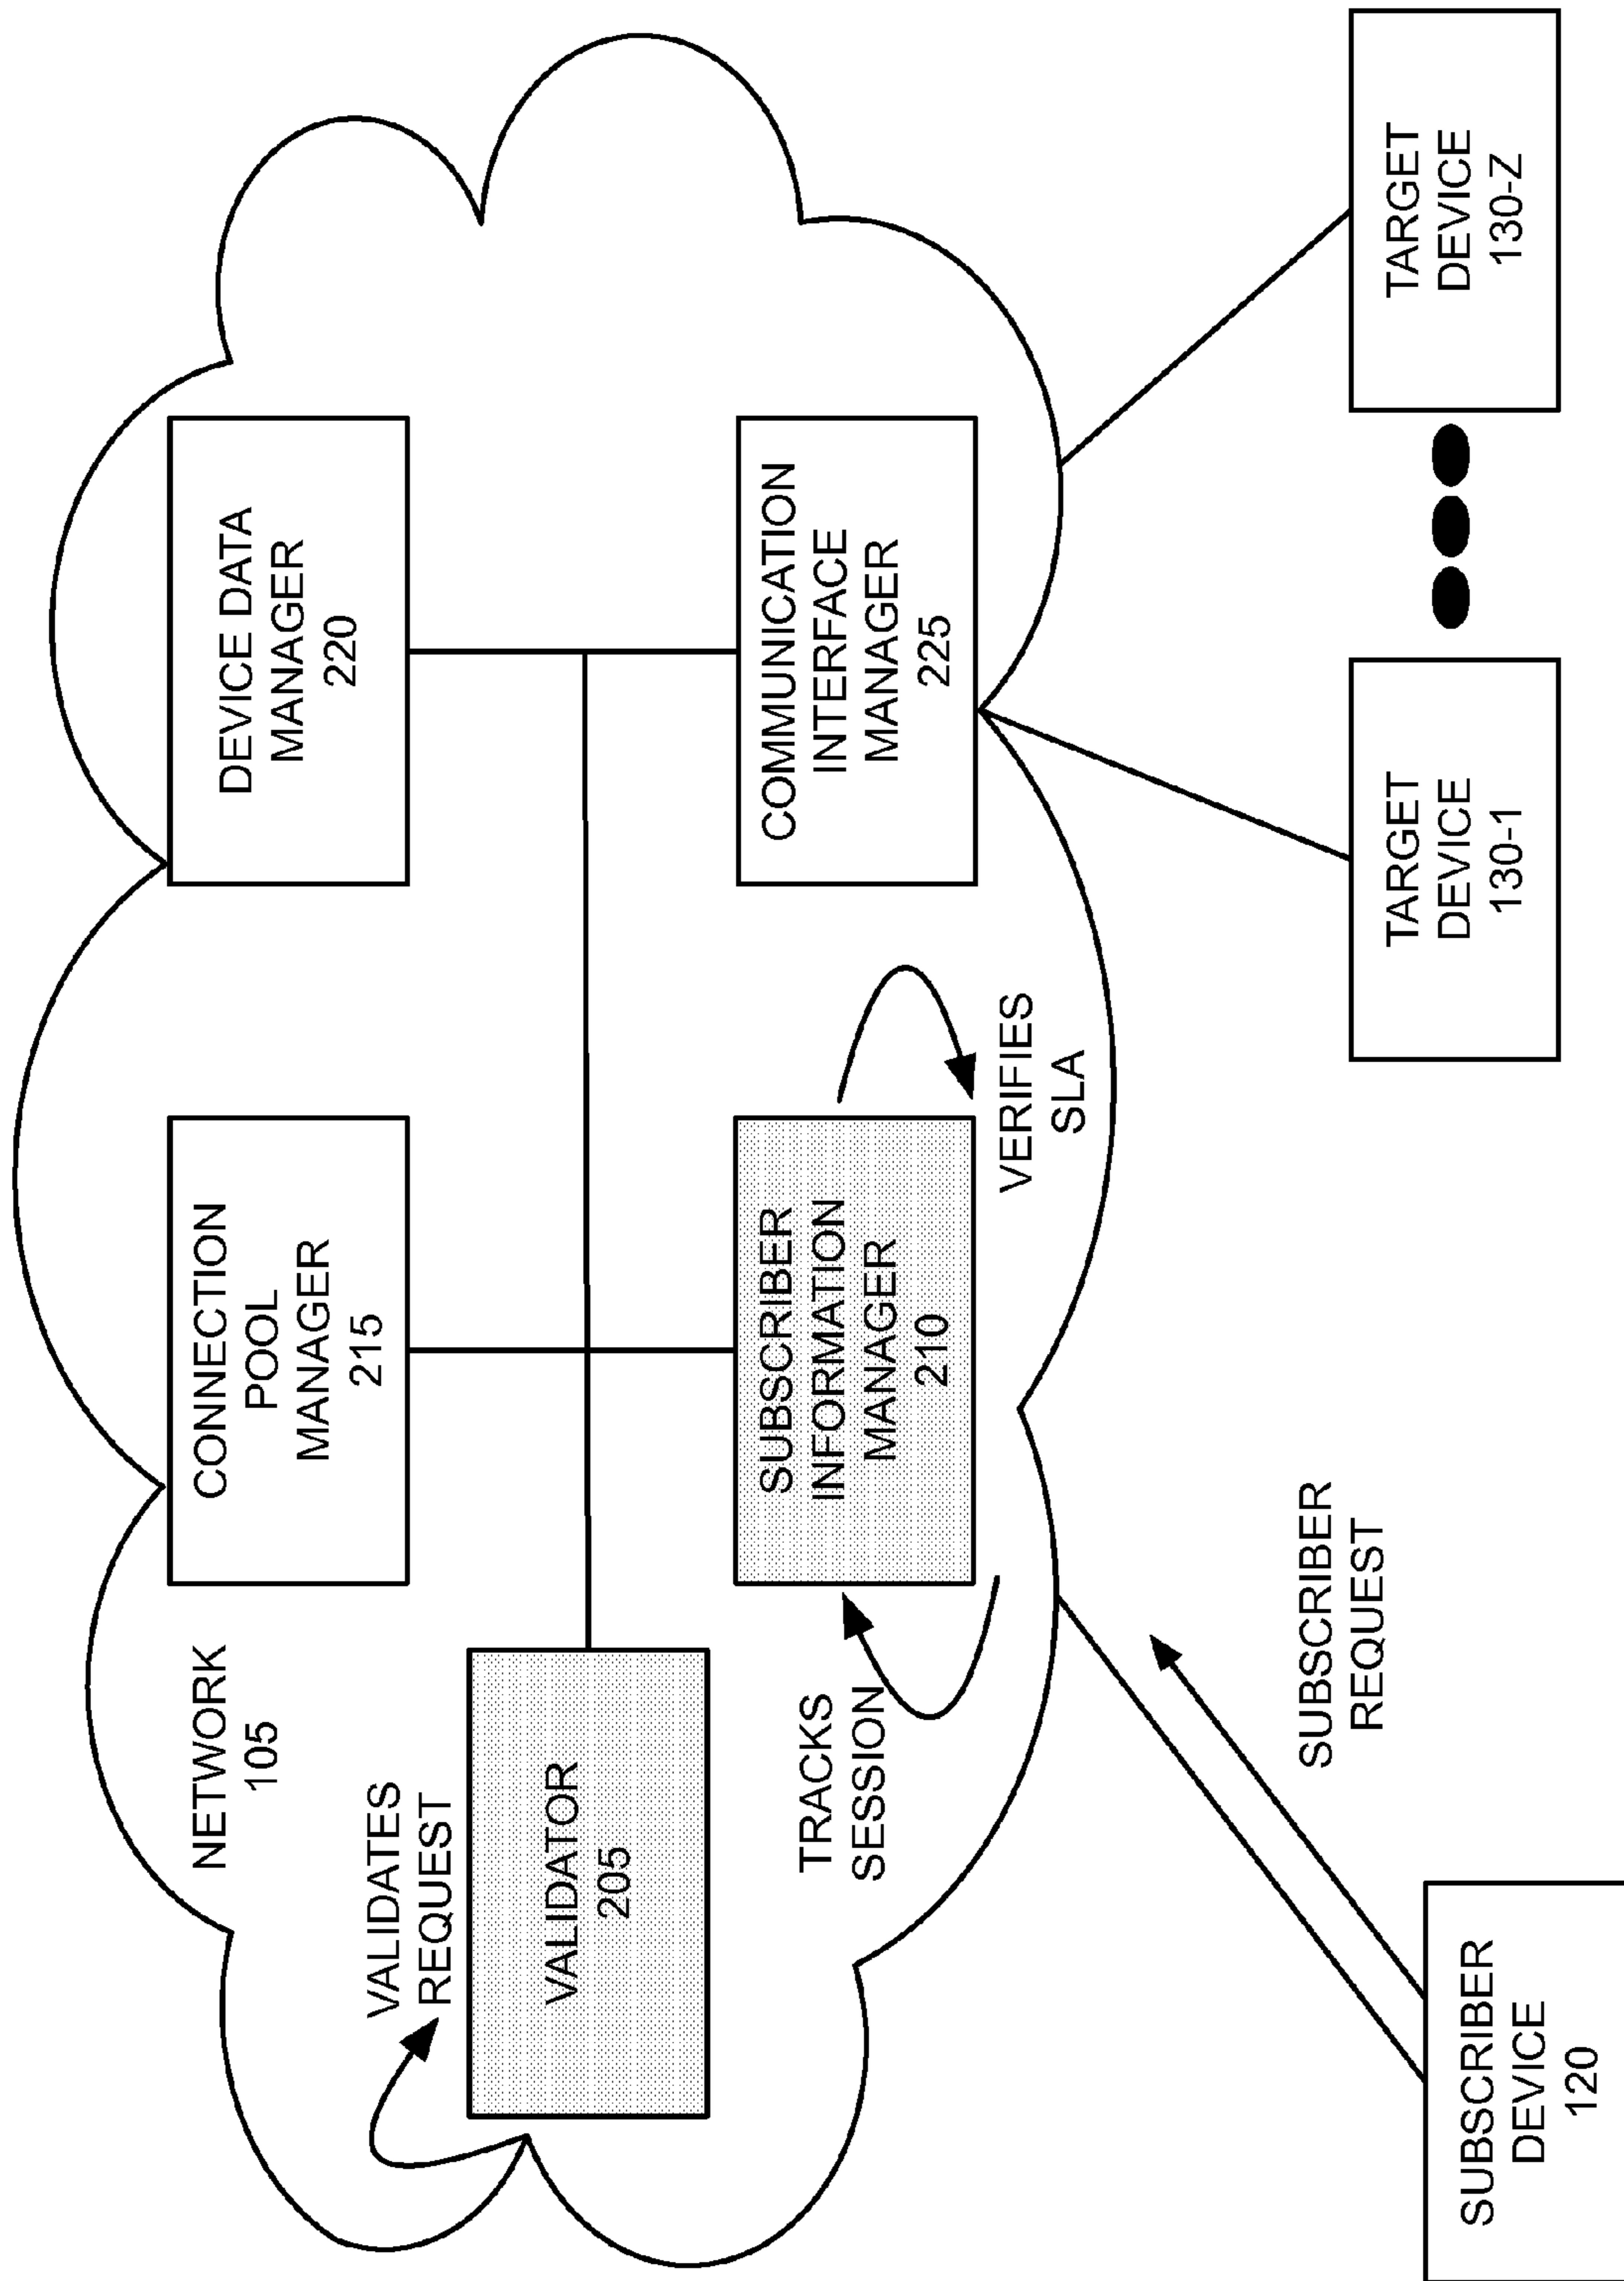 NETWORK
105
VALIDATES
REQUEST
VALIDATOR
205
CONNECTION
POOL
MANAGER
215
DEVICE DATA
MANAGER
220
TRACKS
SESSION
SUBSCRIBER
INFORMATION
MANAGER
210
VERIFIES
SLA
COMMUNICATION
INTERFACE
MANAGER
225
SUBSCRIBER
REQUEST
SUBSCRIBER
DEVICE
120
TARGET
DEVICE
130-1
TARGET
DEVICE
130-Z